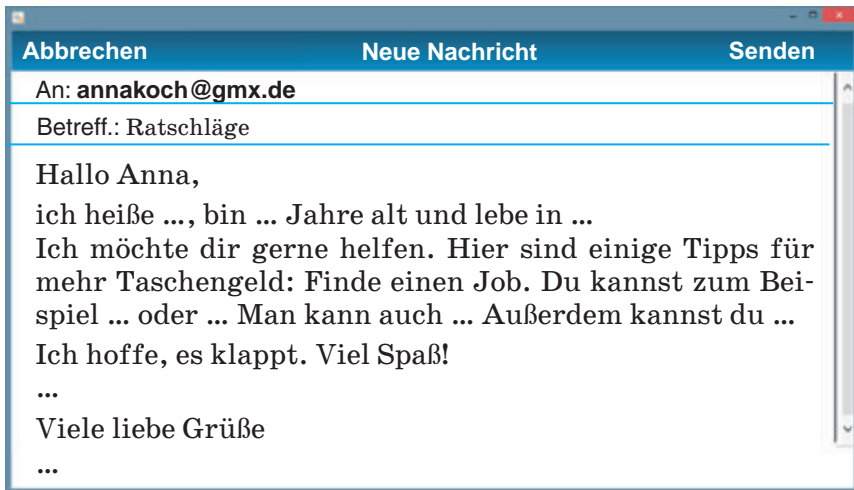 Abbrechen Neue Nachricht Senden
An: annakoch@gmx.de
Betreff.: Ratschläge
Hallo Anna,
ich heiße ..., bin ... Jahre alt und lebe in ...
Ich möchte dir gerne helfen. Hier sind einige Tipps für
mehr Taschengeld: Finde einen Job. Du kannst zum Bei-
spiel ... oder ... Man kann auch ... Außerdem kannst du ...
Ich hoffe, es klappt. Viel Spaß!
...
Viele liebe Grüße
...